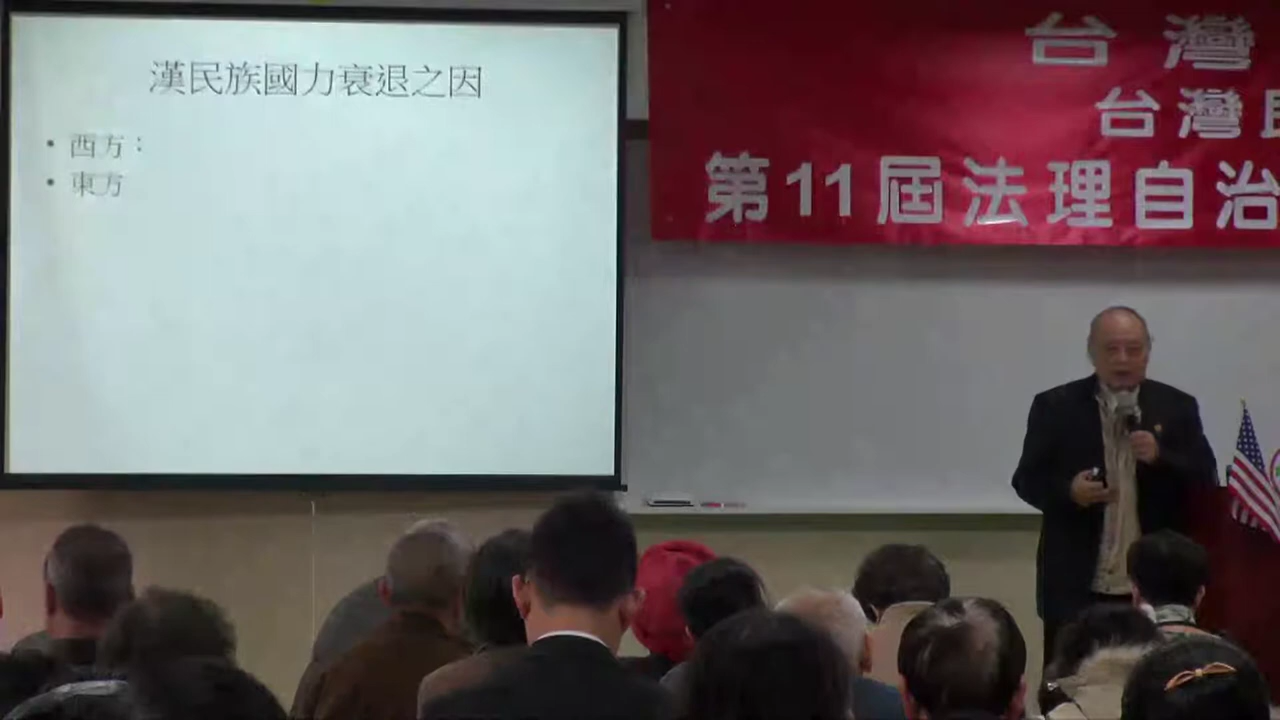 漢民族國力衰退之因
• 西方：
• 東方
台灣
台灣
第11屆法理自治